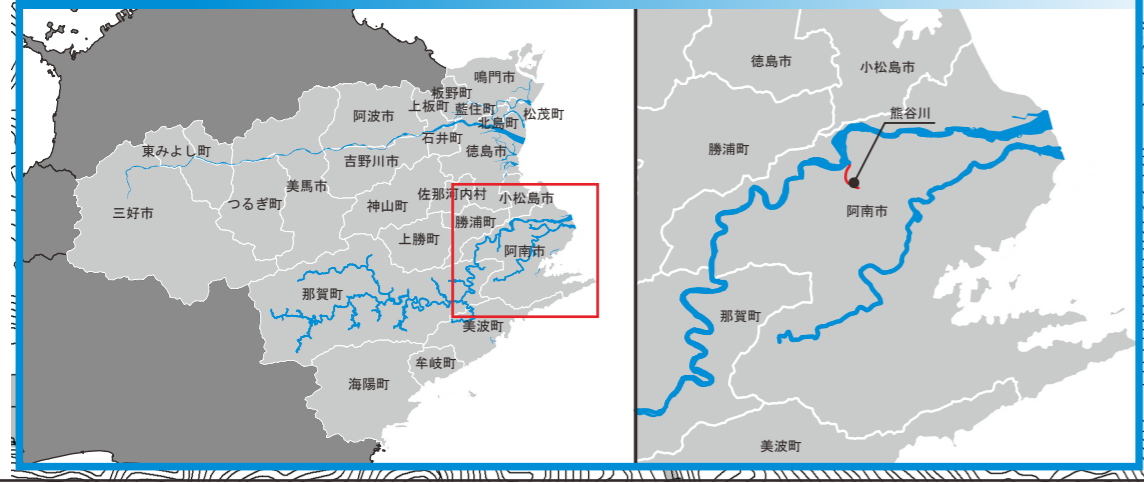 鳴門市
板野町
上板町
藍住町
松茂町
北島町
阿波市
石井町
徳島市
東みよし町
吉野川市
美馬市
つるぎ町
三好市
佐那河内村
神山町
小松島市
勝浦町
上勝町
阿南市
那賀町
美波町
牟岐町
海陽町
徳島市
小松島市
熊谷川
勝浦町
阿南市
那賀町
美波町